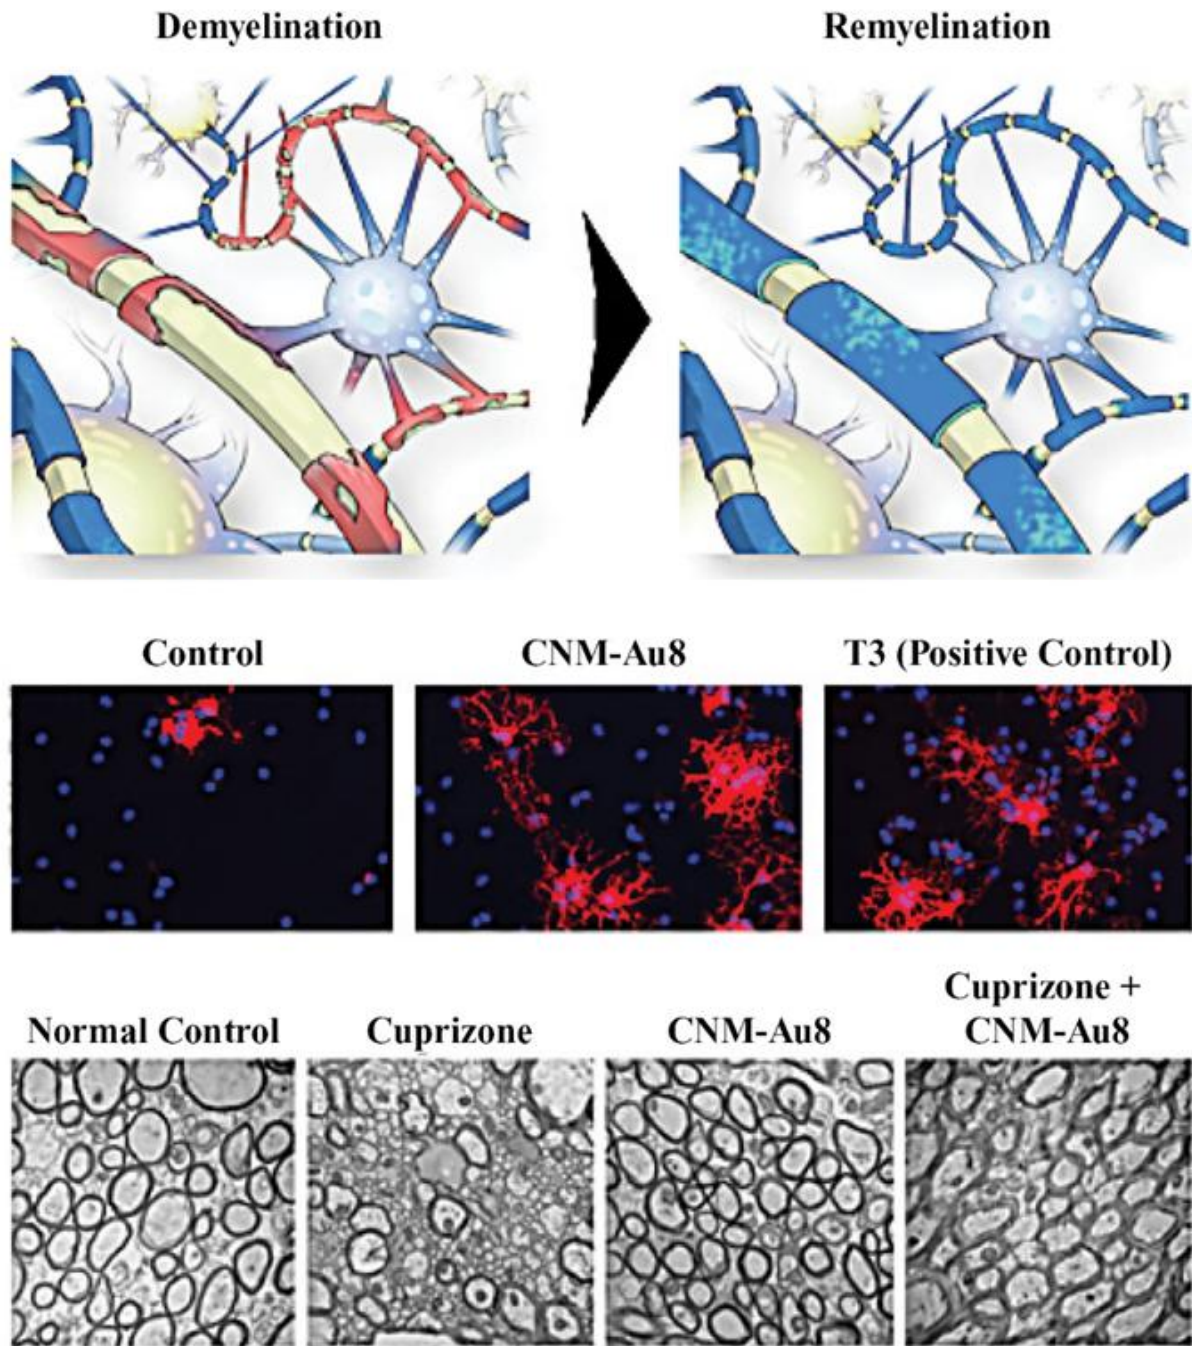 Demyelination
Remyelination
Control
CNM-Au8
T3 (Positive Control)
Normal Control
Cuprizone
CNM-Au8
Cuprizone +
CNM-Au8